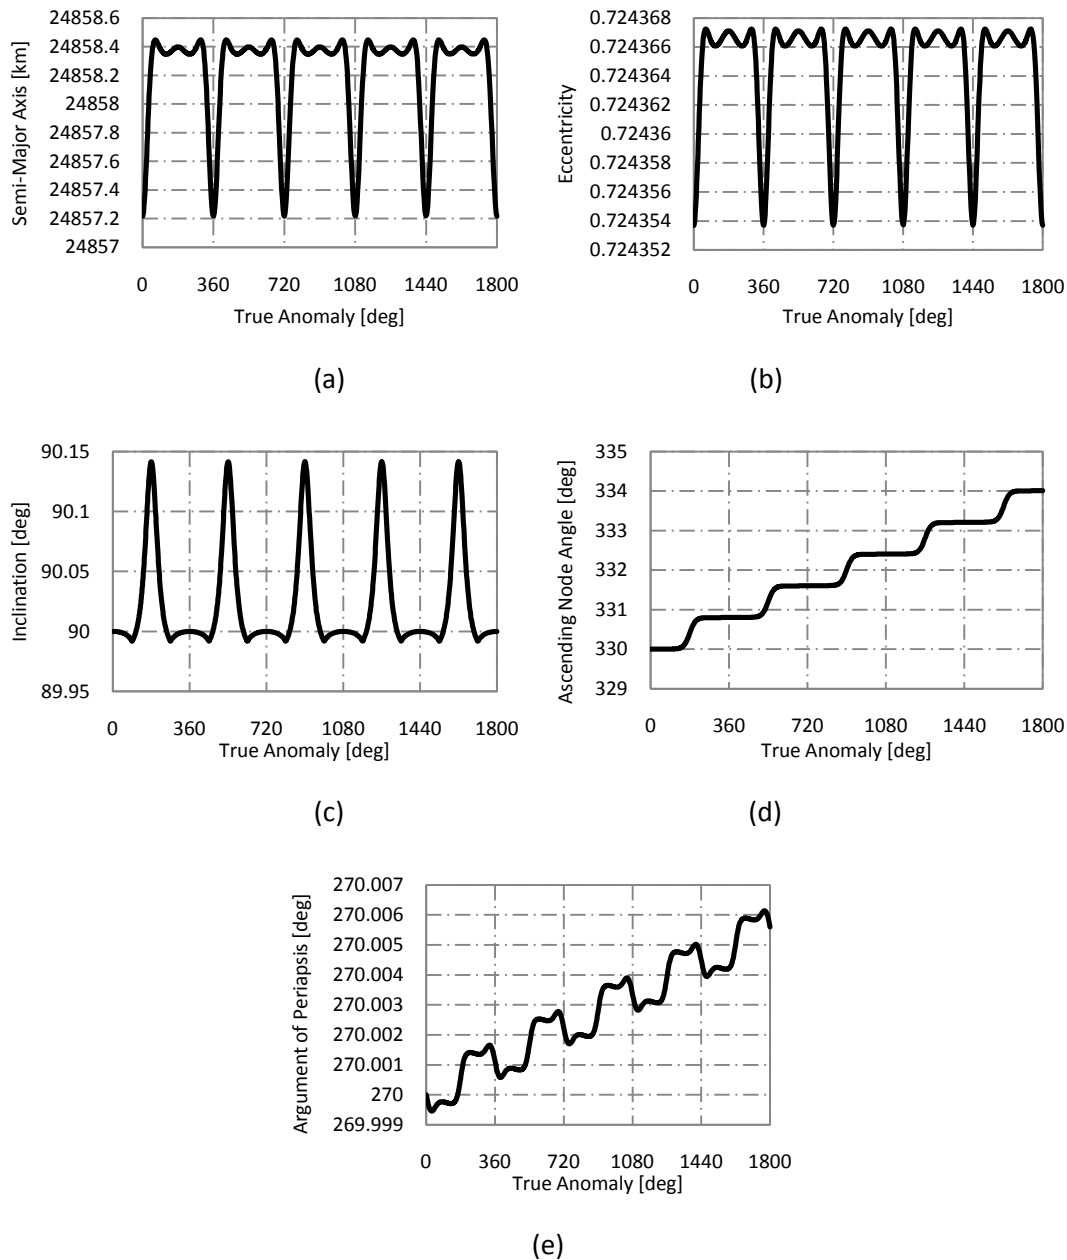 Semi-Major Axis [km]
24858.6
24858.4
24858.2
24858
24857.8
24857.6
24857.4
24857.2
24857
0 360 720 1080 1440 1800
True Anomaly [deg]
(a)
Eccentricity
0.724368
0.724366
0.724364
0.724362
0.72436
0.724358
0.724356
0.724354
0.724352
0 360 720 1080 1440 1800
True Anomaly [deg]
(b)
Inclination [deg]
90.15
90.1
90.05
90
89.95
0 360 720 1080 1440 1800
True Anomaly [deg]
(c)
Ascending Node Angle [deg]
335
334
333
332
331
330
329
0 360 720 1080 1440 1800
True Anomaly [deg]
(d)
Argument of Periapsis [deg]
270.007
270.006
270.005
270.004
270.003
270.002
270.001
270
269.999
0 360 720 1080 1440 1800
True Anomaly [deg]
(e)